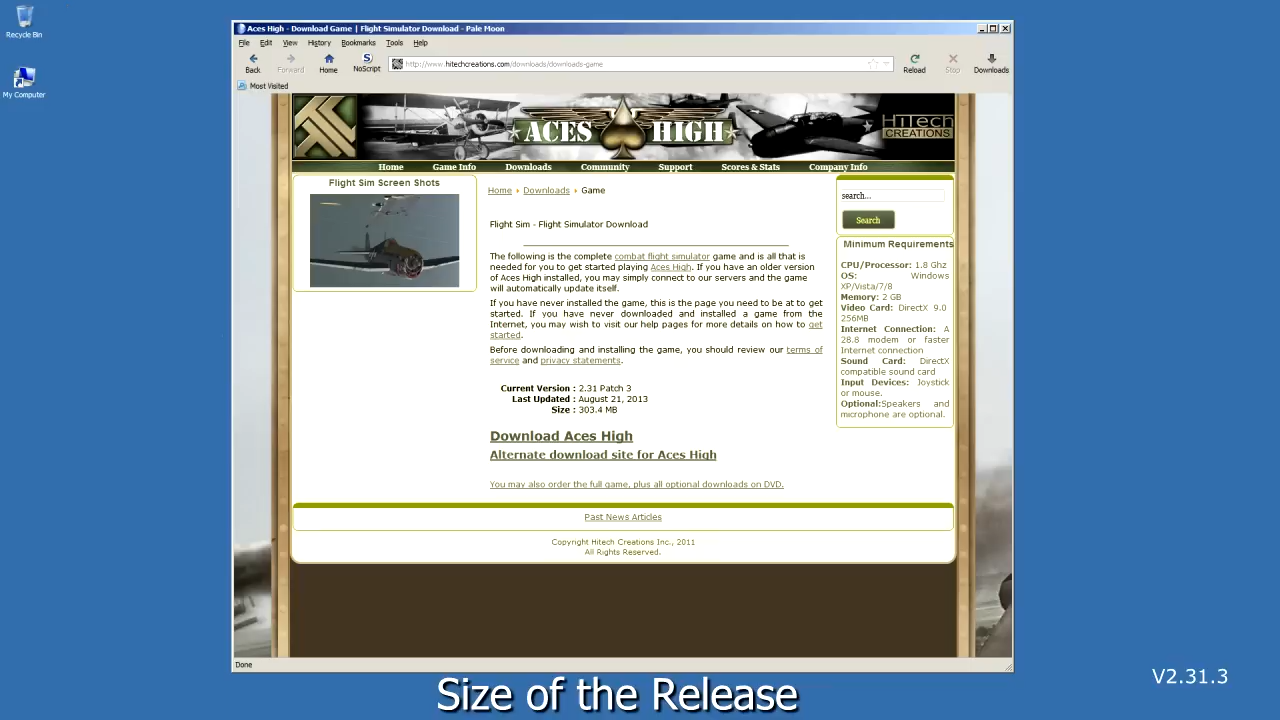 Recycle Bin
My Computer
Aces High - Download Game | Flight Simulator Download - Pale Moon
File Edit View History Bookmarks Tools Help
Back Forward Home NoScript http://www.hitechcreations.com/downloads/downloads-game Reload Stop Downloads
Most Visited
ACES HIGH
HiTech
CREATIONS
Home Game Info Downloads Community Support Scores & Stats Company Info
Flight Sim Screen Shots
Home Downloads Game
Flight Sim - Flight Simulator Download
The following is the complete combat flight simulator game and is all that is
needed for you to get started playing Aces High. If you have an older version
of Aces High installed, you may simply connect to our servers and the game
will automatically update itself.
If you have never installed the game, this is the page you need to be at to get
started. If you have never downloaded and installed a game from the
Internet, you may wish to visit our help pages for more details on how to get
started.
Before downloading and installing the game, you should review our terms of
service and privacy statements.
Current Version : 2.31 Patch 3
Last Updated : August 21, 2013
Size : 303.4 MB
Download Aces High
Alternate download site for Aces High
You may also order the full game, plus all optional downloads on DVD.
search...
Search
Minimum Requirements
CPU/Processor: 1.8 Ghz
OS: Windows
XP/Vista/7/8
Memory: 2 GB
Video Card: DirectX 9.0
256MB
Internet Connection: A
28.8 modem or faster
Internet connection
Sound Card: DirectX
compatible sound card
Input Devices: Joystick
or mouse.
Optional:Speakers and
microphone are optional.
Past News Articles
Copyright Hitech Creations Inc., 2011
All Rights Reserved.
Done
V2.31.3
Size of the Release